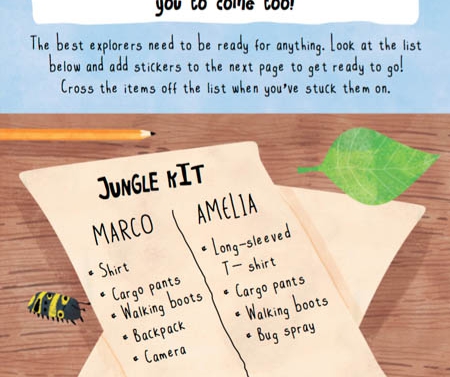 you to come too!
The best explorers need to be ready for anything. Look at the list
below and add stickers to the next page to get ready to go!
Cross the items off the list when you've stuck them on.
JUNGLE KIT
MARCO
• Shirt
• Cargo pants
• Walking boots
• Backpack
• Camera
AMELIA
• Long-sleeved
T- shirt
• Cargo pants
• Walking boots
• Bug spray